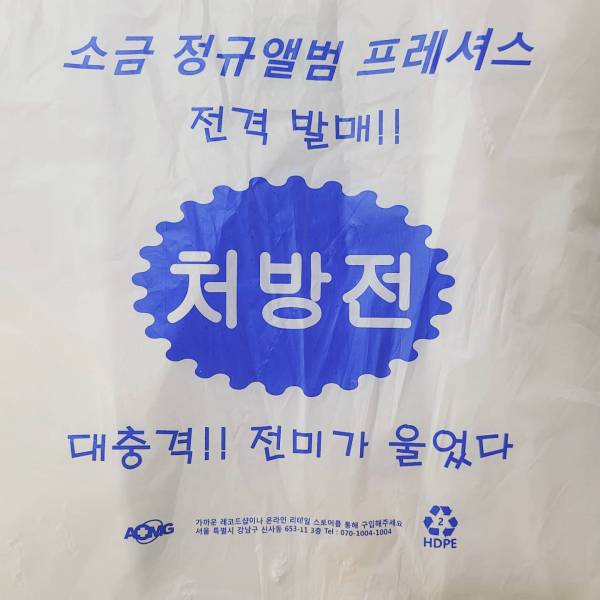 소금 정규앨범 프레셔스
전격 발매!!
처방전
대충격!! 전미가 울었다
AOMG
가까운 레코드샵이나 온라인 리테일 스토어를 통해 구입해주세요
서울 특별시 강남구 신사동 653-11 3층 Tel : 070-1004-1004
2
HDPE